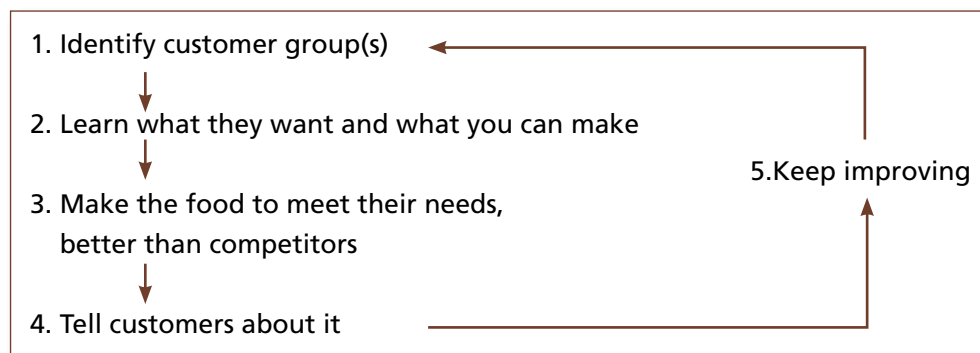 1. Identify customer group(s)
2. Learn what they want and what you can make
3. Make the food to meet their needs,
better than competitors
4. Tell customers about it
5.Keep improving